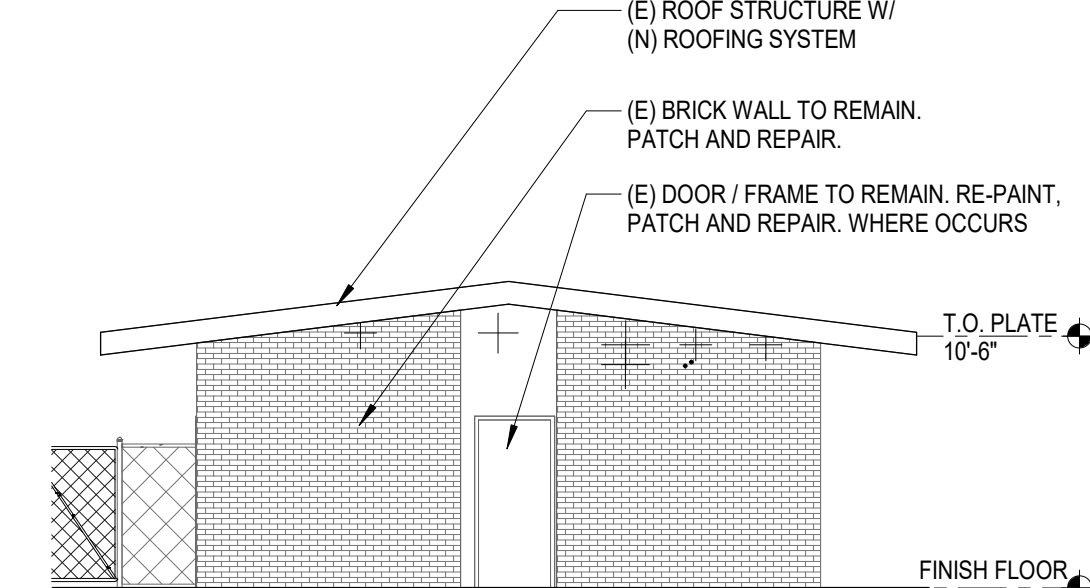 (E) ROOF STRUCTURE W/
(N) ROOFING SYSTEM
(E) BRICK WALL TO REMAIN.
PATCH AND REPAIR.
(E) DOOR / FRAME TO REMAIN. RE-PAINT,
PATCH AND REPAIR. WHERE OCCURS
T.O. PLATE
10'-6"
FINISH FLOOR